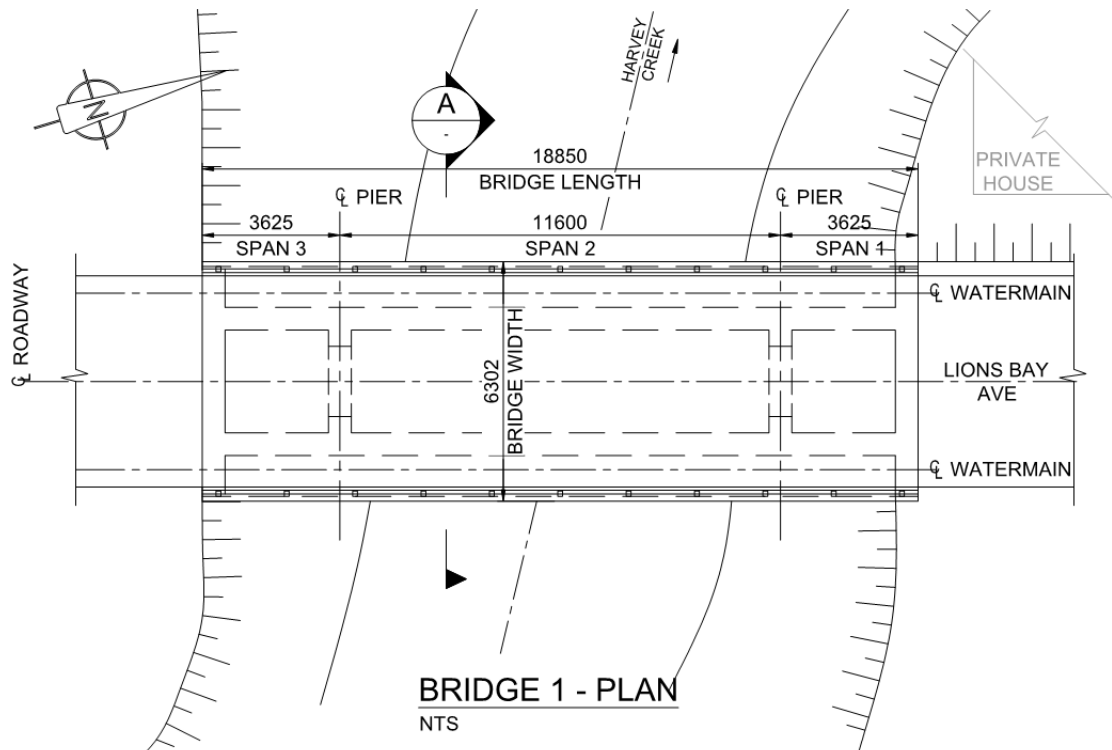 HARVEY
CREEK
N
A
-
18850
BRIDGE LENGTH
PRIVATE
HOUSE
℄ PIER
℄ PIER
3625
11600
3625
SPAN 3
SPAN 2
SPAN 1
℄ ROADWAY
℄ WATERMAIN
6302
BRIDGE WIDTH
LIONS BAY
AVE
℄ WATERMAIN
BRIDGE 1 - PLAN
NTS